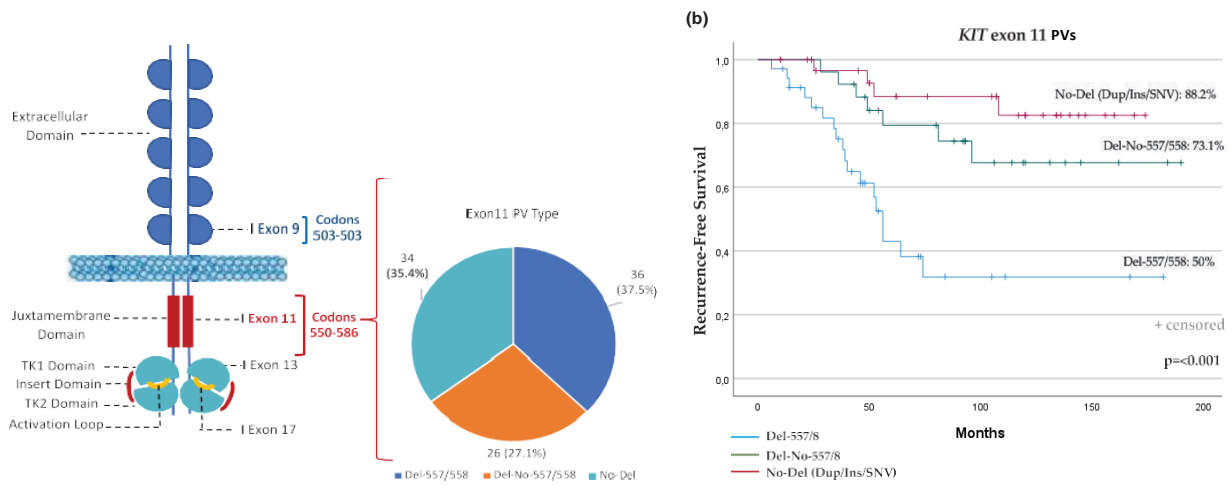 Extracellular
Domain
I Exon 9
Codons
503-503
Juxtamembrane
Domain
I Exon 11
Codons
550-586
TK1 Domain
Insert Domain
TK2 Domain
Activation Loop
I Exon 13
I Exon 17
Exon11 PV Type
34
(35.4%)
36
(37.5%)
26 (27.1%)
Del-557/558
Del-No-557/558
No-Del
(b)
KIT exon 11 PVs
Recurrence-Free Survival
1,0
0,8
0,6
0,4
0,2
0,0
No-Del (Dup/Ins/SNV): 88.2%
Del-No-557/558: 73.1%
Del-557/558: 50%
+ censored
p=<0.001
0
50
100
150
200
Months
Del-557/8
Del-No-557/8
No-Del (Dup/Ins/SNV)